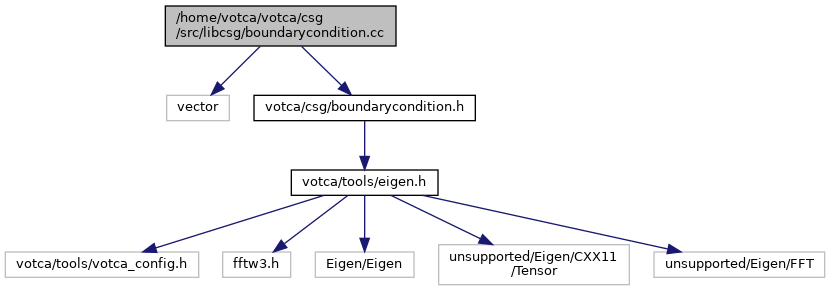 /home/votca/votca/csg
/src/libcsg/boundarycondition.cc
vector
votca/csg/boundarycondition.h
votca/tools/eigen.h
votca/tools/votca_config.h
fftw3.h
Eigen/Eigen
unsupported/Eigen/CXX11
/Tensor
unsupported/Eigen/FFT